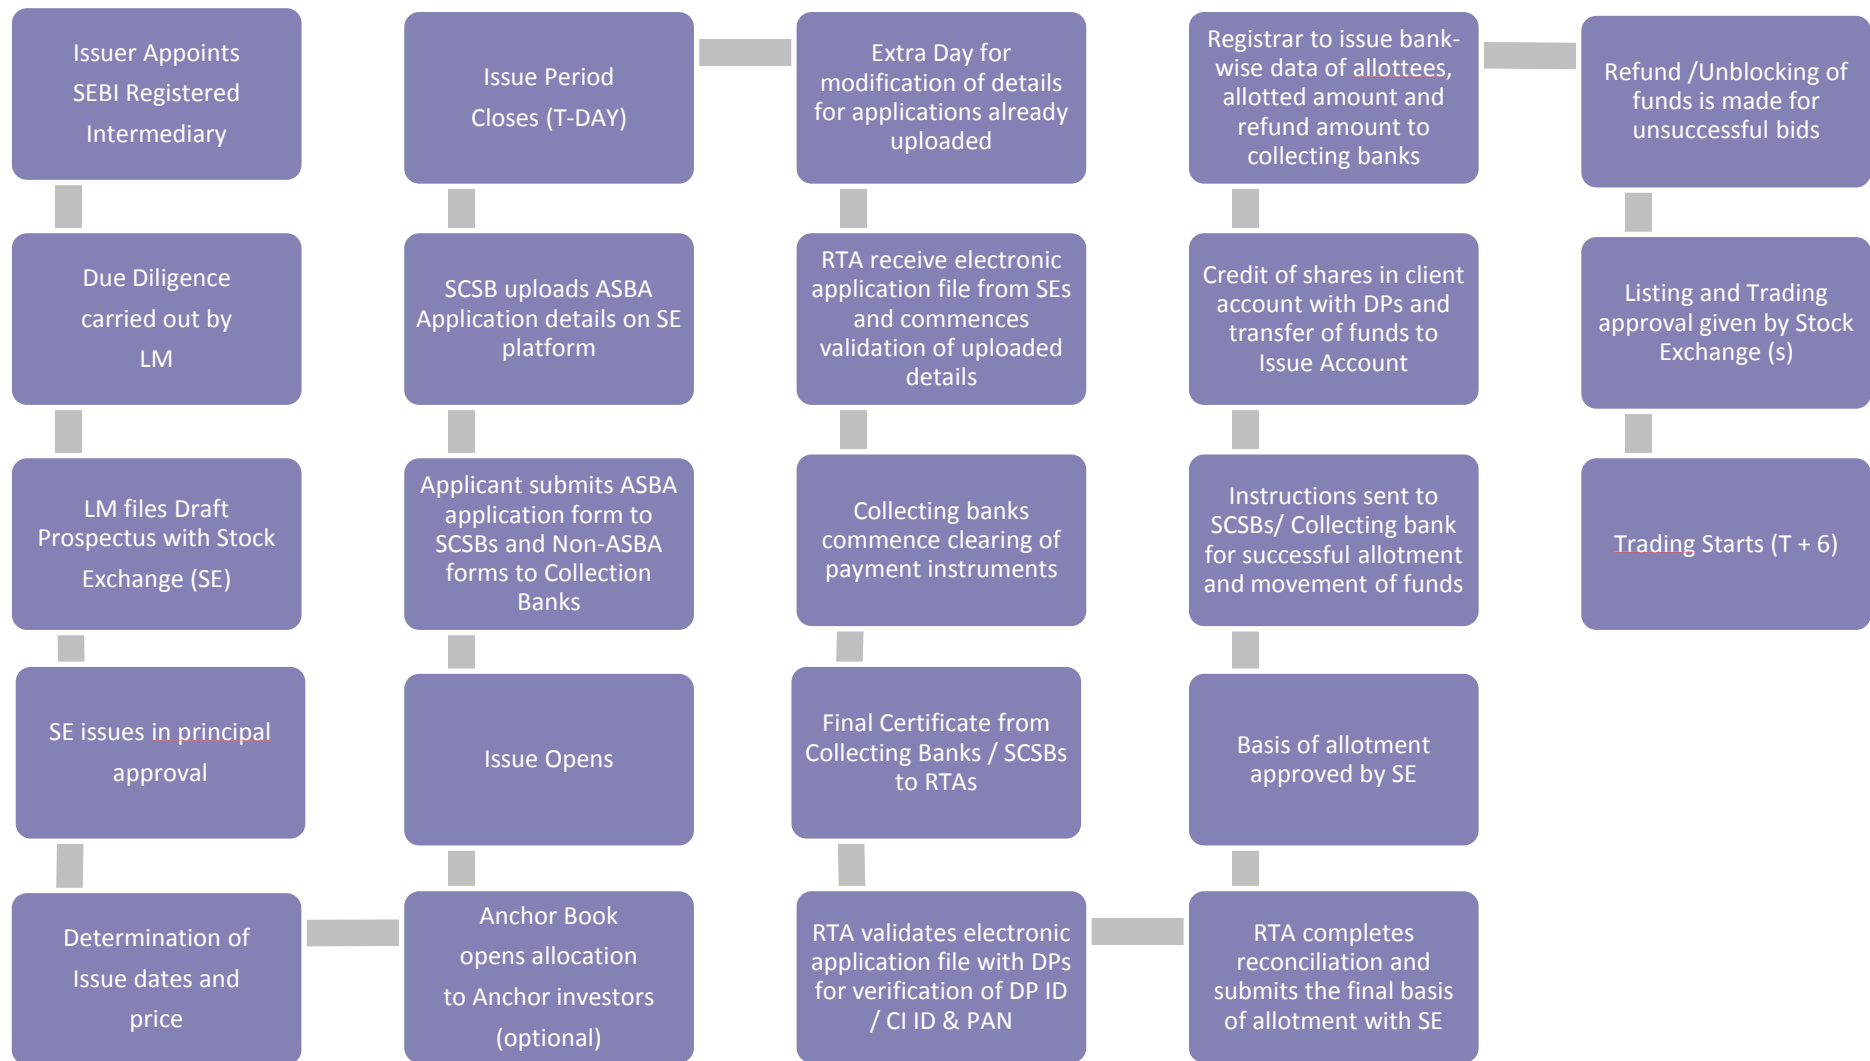 Issuer Appoints
SEBI Registered
Intermediary
Due Diligence
carried out by
LM
LM files Draft
Prospectus with Stock
Exchange (SE)
SE issues in principal
approval
Determination of
Issue dates and
price
Anchor Book
opens allocation
to Anchor investors
(optional)
Issue Opens
Applicant submits ASBA
application form to
SCSBs and Non-ASBA
forms to Collection
Banks
SCSB uploads ASBA
Application details on SE
platform
Issue Period
Closes (T-DAY)
Extra Day for
modification of details
for applications already
uploaded
RTA receive electronic
application file from SEs
and commences
validation of uploaded
details
Collecting banks
commence clearing of
payment instruments
Final Certificate from
Collecting Banks / SCSBs
to RTAs
RTA validates electronic
application file with DPs
for verification of DP ID
/ CI ID & PAN
RTA completes
reconciliation and
submits the final basis
of allotment with SE
Basis of allotment
approved by SE
Instructions sent to
SCSBs/ Collecting bank
for successful allotment
and movement of funds
Credit of shares in client
account with DPs and
transfer of funds to
Issue Account
Registrar to issue bank-
wise data of allottees,
allotted amount and
refund amount to
collecting banks
Refund /Unblocking of
funds is made for
unsuccessful bids
Listing and Trading
approval given by Stock
Exchange (s)
Trading Starts (T + 6)